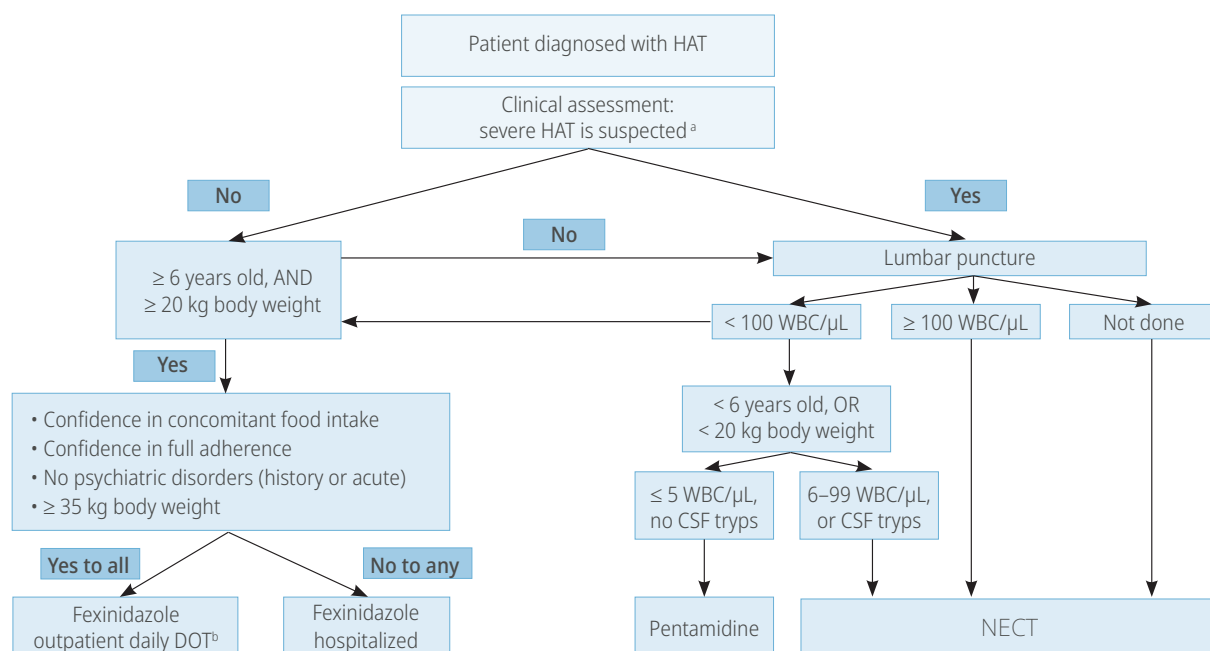 Patient diagnosed with HAT
Clinical assessment:
severe HAT is suspected a
No
Yes
No
≥ 6 years old, AND
≥ 20 kg body weight
Lumbar puncture
< 100 WBC/µL
≥ 100 WBC/µL
Not done
Yes
• Confidence in concomitant food intake
• Confidence in full adherence
• No psychiatric disorders (history or acute)
• ≥ 35 kg body weight
< 6 years old, OR
< 20 kg body weight
≤ 5 WBC/µL,
no CSF tryps
6–99 WBC/µL,
or CSF tryps
Yes to all
No to any
Fexinidazole
outpatient daily DOTb
Fexinidazole
hospitalized
Pentamidine
NECT